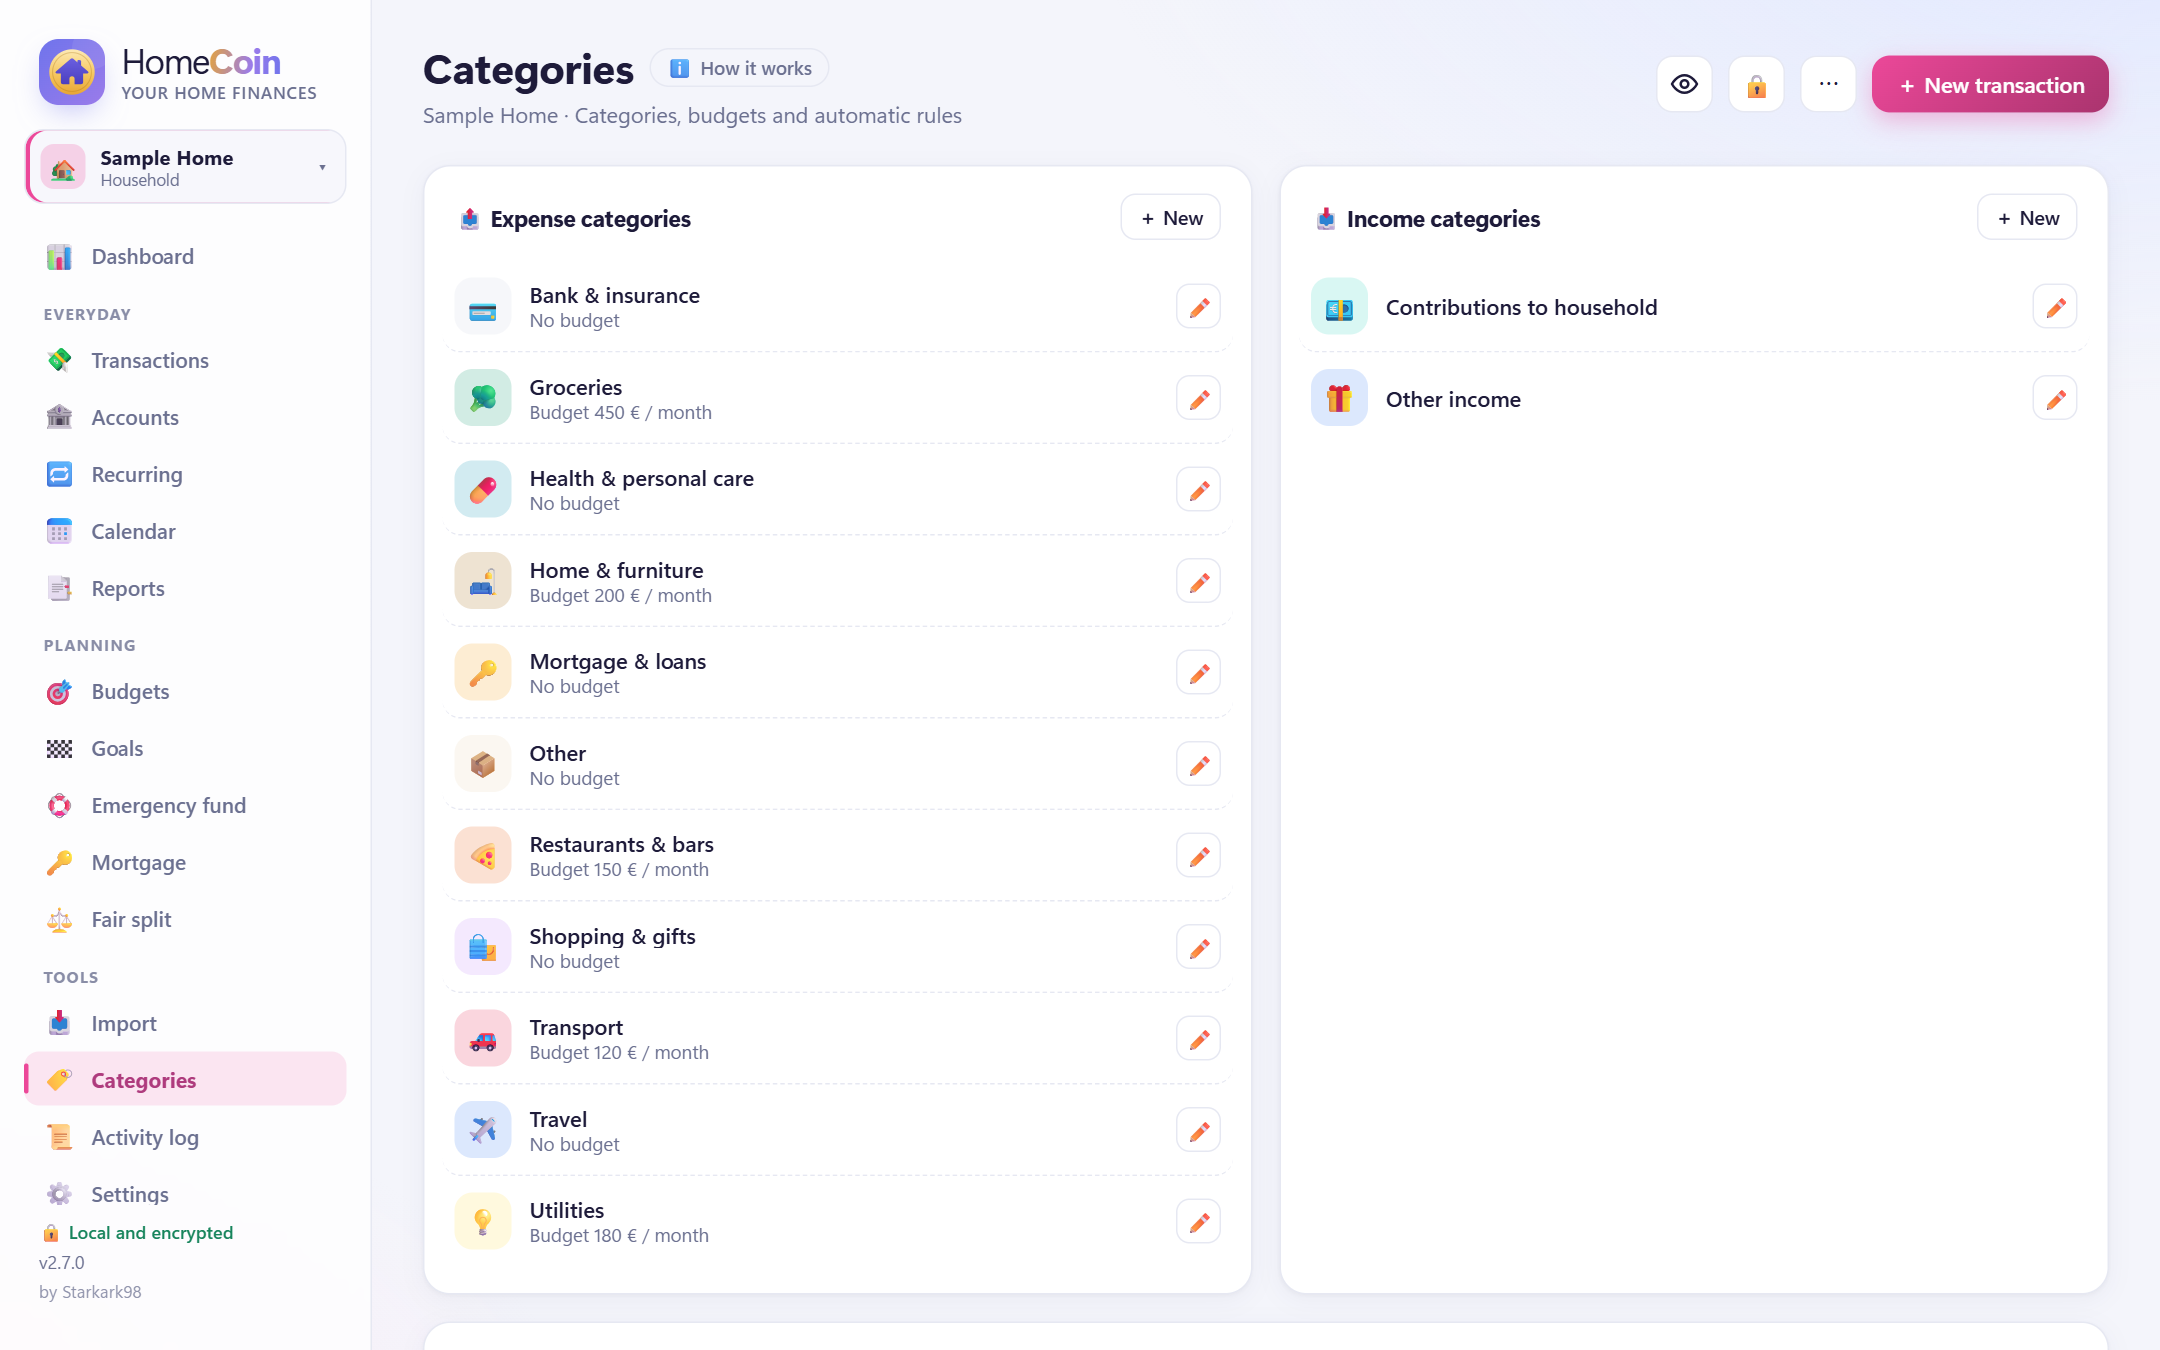 HomeCoin
YOUR HOME FINANCES
Sample Home
Household
Dashboard
EVERYDAY
Transactions
Accounts
Recurring
Calendar
Reports
PLANNING
Budgets
Goals
Emergency fund
Mortgage
Fair split
TOOLS
Import
Categories
Activity log
Settings
Local and encrypted
v2.7.0
by Starkark98
Categories
How it works
Sample Home · Categories, budgets and automatic rules
+ New transaction
Expense categories
+ New
Bank & insurance
No budget
Groceries
Budget 450 € / month
Health & personal care
No budget
Home & furniture
Budget 200 € / month
Mortgage & loans
No budget
Other
No budget
Restaurants & bars
Budget 150 € / month
Shopping & gifts
No budget
Transport
Budget 120 € / month
Travel
No budget
Utilities
Budget 180 € / month
Income categories
+ New
Contributions to household
Other income